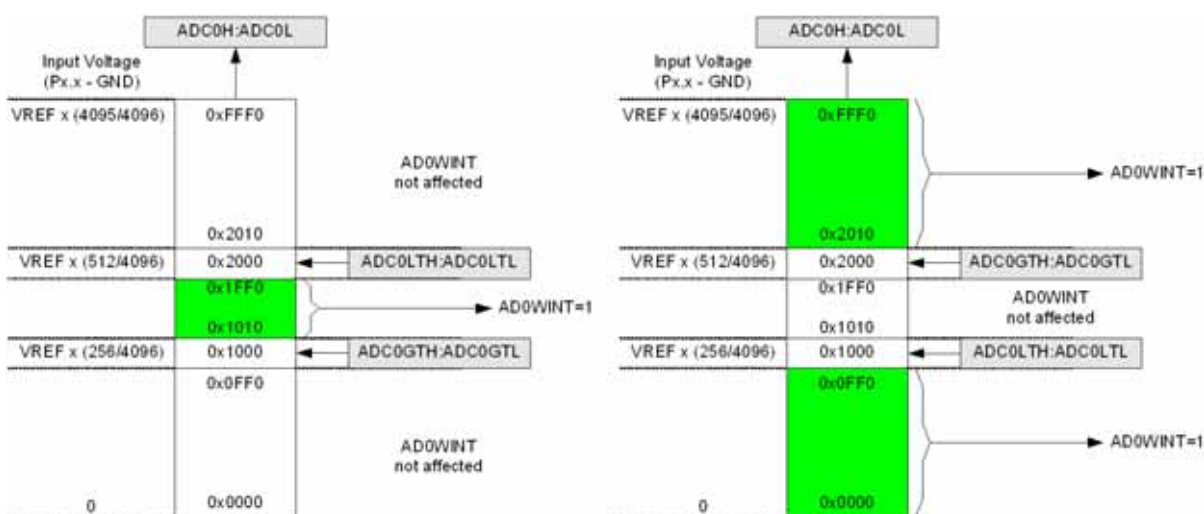 ADC0H:ADC0L
Input Voltage
(Px.x - GND)
VREF x (4095/4096)
0xFFF0
AD0WINT
not affected
0x2010
VREF x (512/4096)
0x2000
ADC0LTH:ADC0LTL
0x1FF0
AD0WINT=1
0x1010
VREF x (256/4096)
0x1000
ADC0GTH:ADC0GTL
0x0FF0
AD0WINT
not affected
0
0x0000
ADC0H:ADC0L
Input Voltage
(Px.x - GND)
VREF x (4095/4096)
0xFFF0
AD0WINT=1
0x2010
VREF x (512/4096)
0x2000
ADC0GTH:ADC0GTL
0x1FF0
AD0WINT
not affected
0x1010
VREF x (256/4096)
0x1000
ADC0LTH:ADC0LTL
0x0FF0
AD0WINT=1
0
0x0000